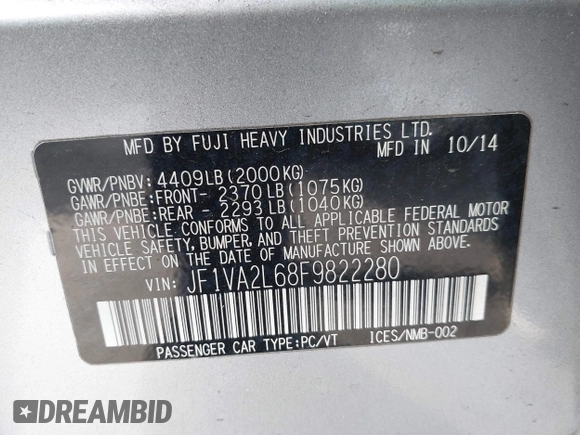 MFD BY FUJI HEAVY INDUSTRIES LTD.
MFD IN 10/14
GVWR/PNBV: 4409LB(2000KG)
GAWR/PNBE:FRONT- 2370LB(1075KG)
GAWR/PNBE:REAR - 2293LB(1040KG)
THIS VEHICLE CONFORMS TO ALL APPLICABLE FEDERAL MOTOR
VEHICLE SAFETY, BUMPER, AND THEFT PREVENTION STANDARDS
IN EFFECT ON THE DATE OF MANUFACTURE SHOWN ABOVE.
VIN: JF1VA2L68F9822280
PASSENGER CAR TYPE:PC/VT ICES/NMB-002
DREAMBID